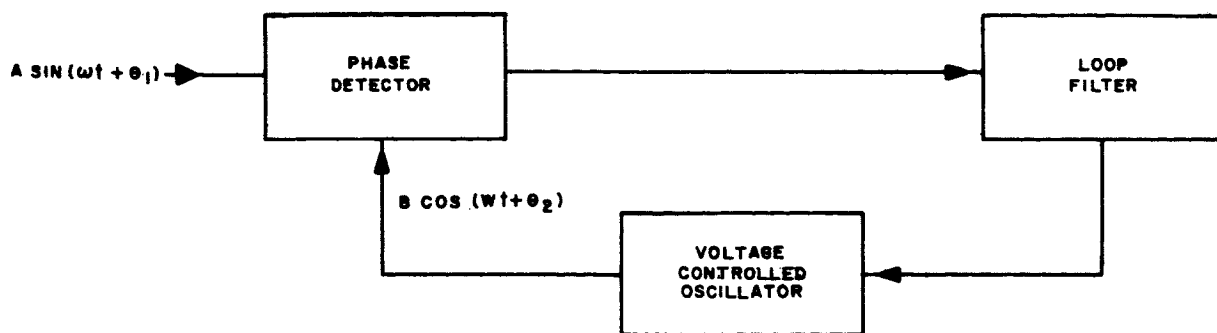 A SIN (ωt + θ₁)
PHASE
DETECTOR
LOOP
FILTER
B COS (Wt+θ₂)
VOLTAGE
CONTROLLED
OSCILLATOR